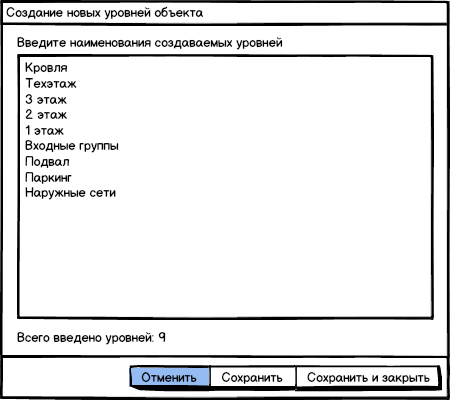 Создание новых уровней объекта
Введите наименования создаваемых уровней
Кровля
Техэтаж
3 этаж
2 этаж
1 этаж
Входные группы
Подвал
Паркинг
Наружные сети
Всего введено уровней: 9
Отменить Сохранить Сохранить и закрыть